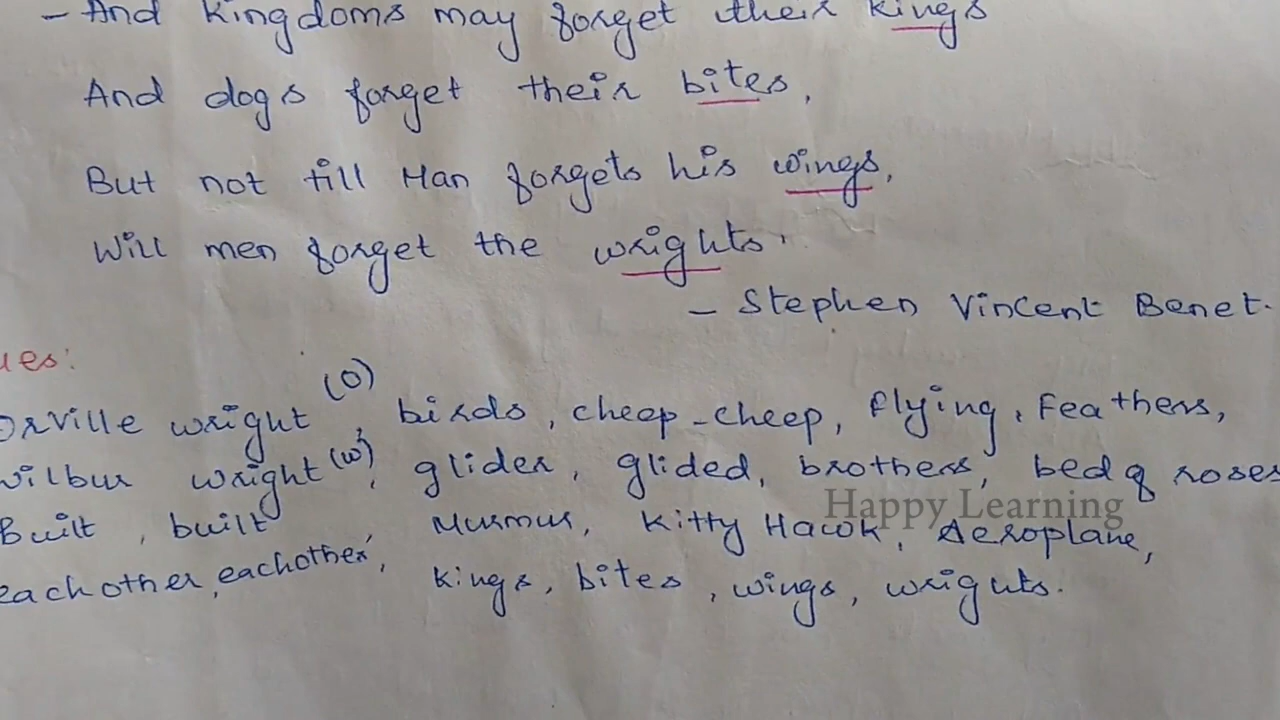 - And Kingdoms may forget their kings
And dogs forget their bites,
But not till Man forgets his wings,
Will men forget the wrights.
- Stephen Vincent Benet.
ues:
Orville wright (O), birds, cheep-cheep, flying, Feathers,
wilbur wright (W), glider, glided, brothers, bed of roses
Built, built, Murmur, Kitty Hawk, Aeroplane,
eachother, eachother, kings, bites, wings, wrights.
Happy Learning